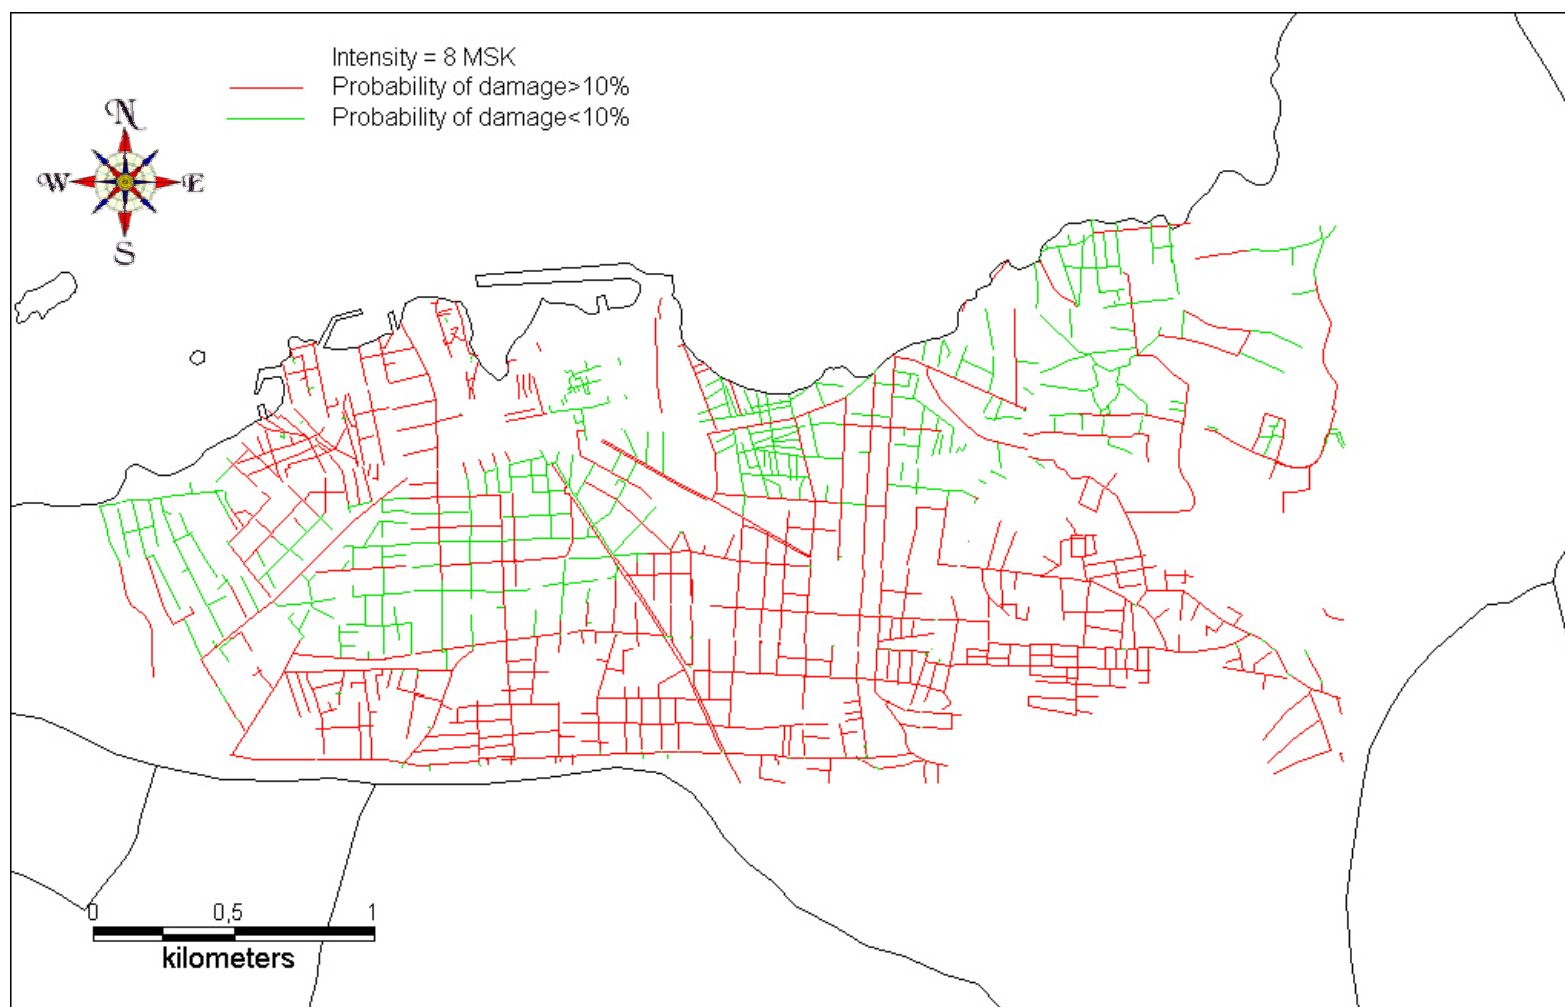 Intensity = 8 MSK
Probability of damage>10%
Probability of damage<10%
N
W E
S
0 0,5 1
kilometers